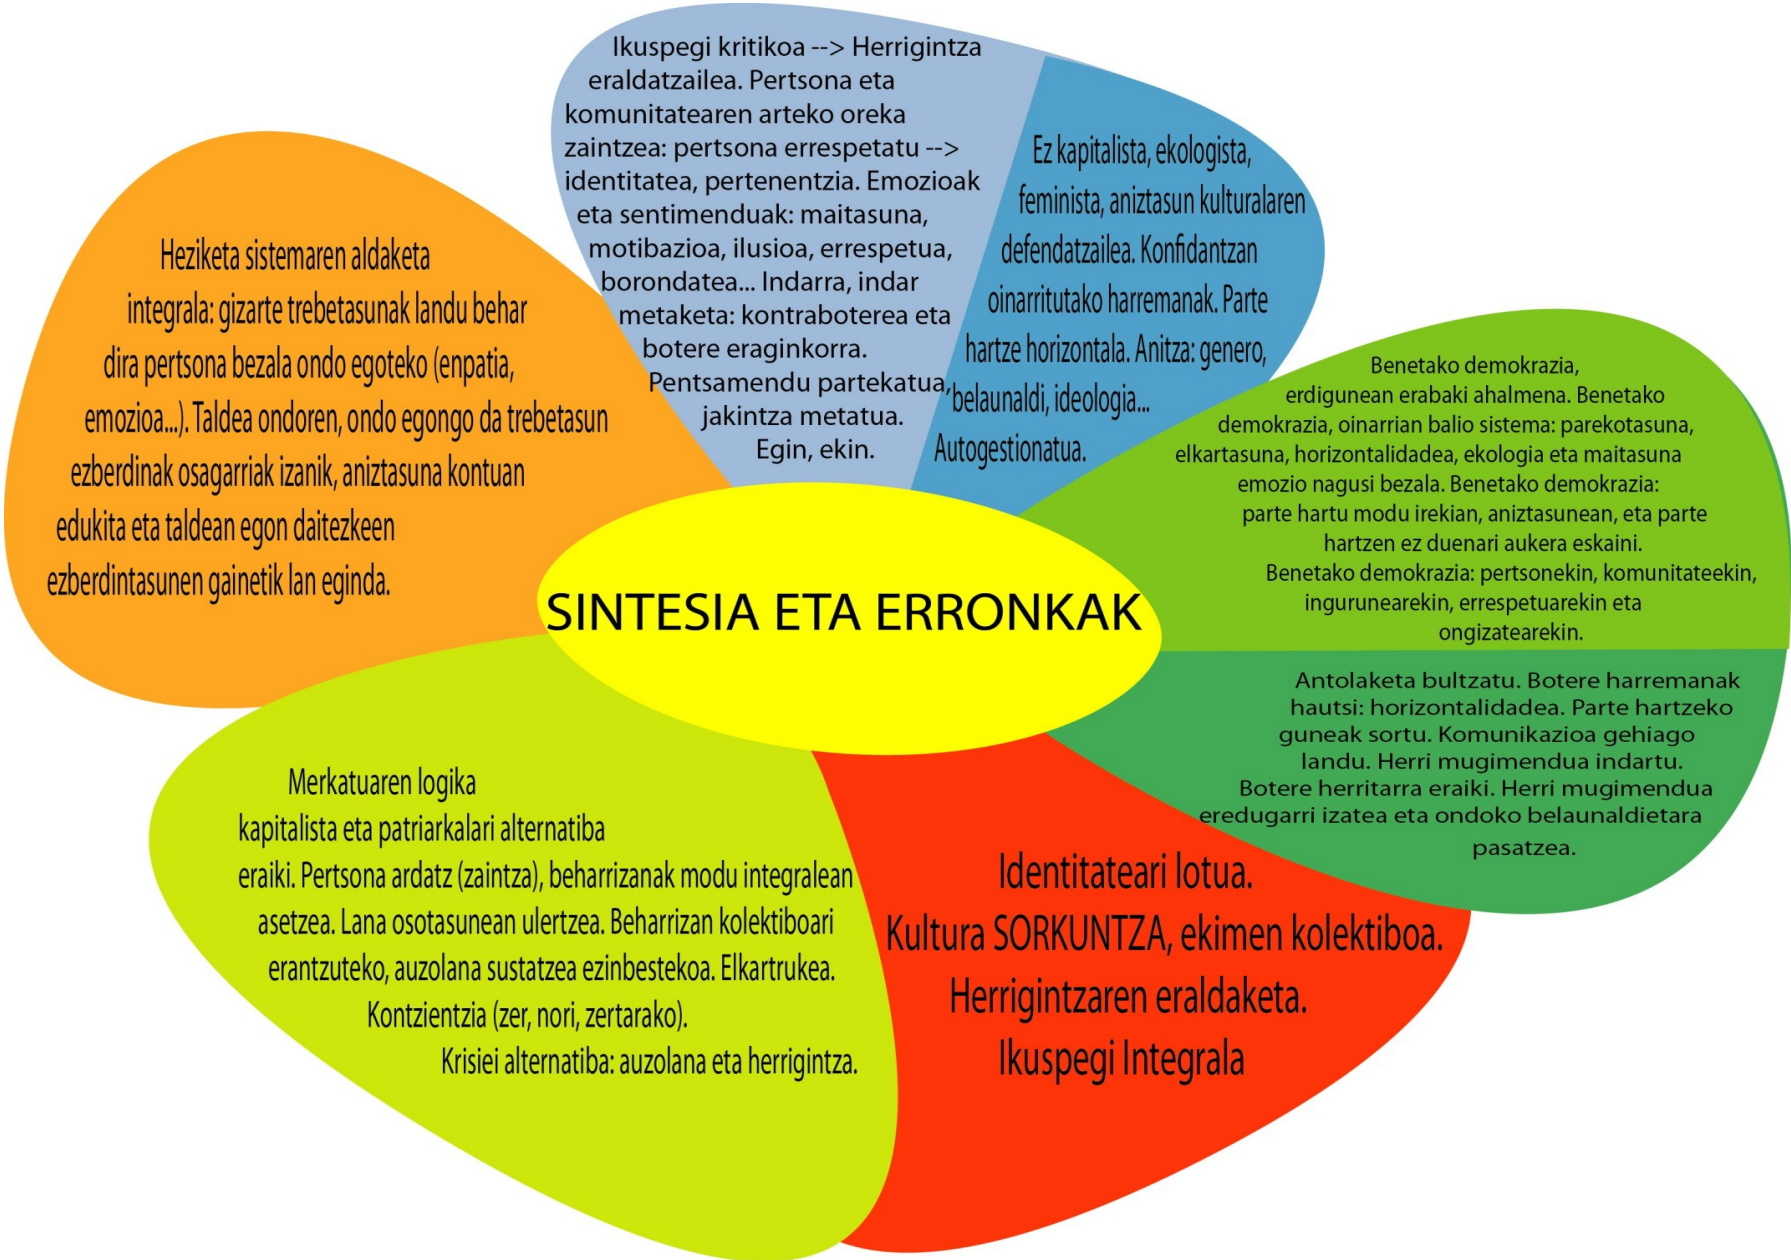 Ikuspegi kritikoa --> Herrigintza
eraldatzailea. Pertsona eta
komunitatearen arteko oreka
zaintzea: pertsona errespetatu -->
identitatea, pertenentzia. Emozioak
eta sentimenduak: maitasuna,
motibazioa, ilusioa, errespetua,
borondatea... Indarra, indar
metaketa: kontraboterea eta
botere eraginkorra.
Pentsamendu partekatua,
jakintza metatua.
Egin, ekin.
Ez kapitalista, ekologista,
feminista, aniztasun kulturalaren
defendatzailea. Konfidantzan
oinarritutako harremanak. Parte
hartze horizontala. Anitza: genero,
belaunaldi, ideologia...
Autogestionatua.
Heziketa sistemaren aldaketa
integrala: gizarte trebetasunak landu behar
dira pertsona bezala ondo egoteko (enpatia,
emozioa...). Taldea ondoren, ondo egongo da trebetasun
ezberdinak osagarriak izanik, aniztasuna kontuan
edukita eta taldean egon daitezkeen
ezberdintasunen gainetik lan eginda.
Benetako demokrazia,
erdigunean erabaki ahalmena. Benetako
demokrazia, oinarrian balio sistema: parekotasuna,
elkartasuna, horizontalidadea, ekologia eta maitasuna
emozio nagusi bezala. Benetako demokrazia:
parte hartu modu irekian, aniztasunean, eta parte
hartzen ez duenari aukera eskaini.
Benetako demokrazia: pertsonekin, komunitateekin,
ingurunearekin, errespetuarekin eta
ongizatearekin.
SINTESIA ETA ERRONKAK
Antolaketa bultzatu. Botere harremanak
hautsi: horizontalidadea. Parte hartzeko
guneak sortu. Komunikazioa gehiago
landu. Herri mugimendua indartu.
Botere herritarra eraiki. Herri mugimendua
eredugarri izatea eta ondoko belaunaldietara
pasatzea.
Merkatuaren logika
kapitalista eta patriarkalari alternatiba
eraiki. Pertsona ardatz (zaintza), beharrizanak modu integralean
asetzea. Lana osotasunean ulertzea. Beharrizan kolektiboari
erantzuteko, auzolana sustatzea ezinbestekoa. Elkartrukea.
Kontzientzia (zer, nori, zertarako).
Krisiei alternatiba: auzolana eta herrigintza.
Identitateari lotua.
Kultura SORKUNTZA, ekimen kolektiboa.
Herrigintzaren eraldaketa.
Ikuspegi Integrala